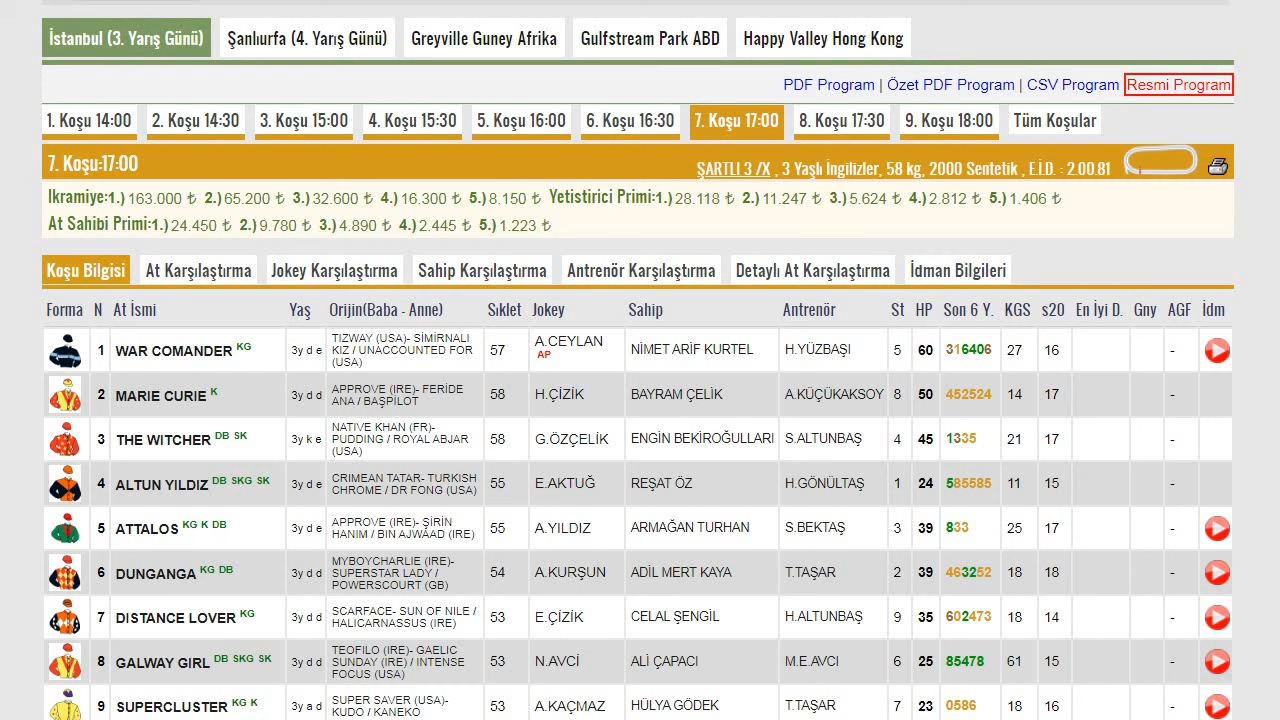 İstanbul (3. Yarış Günü) Şanlıurfa (4. Yarış Günü) Greyville Guney Afrika Gulfstream Park ABD Happy Valley Hong Kong
PDF Program | Özet PDF Program | CSV Program Resmi Program
1. Koşu 14:00 2. Koşu 14:30 3. Koşu 15:00 4. Koşu 15:30 5. Koşu 16:00 6. Koşu 16:30 7. Koşu 17:00 8. Koşu 17:30 9. Koşu 18:00 Tüm Koşular
7. Koşu:17:00 ŞARTLI 3 /X , 3 Yaşlı İngilizler, 58 kg, 2000 Sentetik , E.İ.D. : 2.00.81
Ikramiye:1.) 163.000 ₺ 2.) 65.200 ₺ 3.) 32.600 ₺ 4.) 16.300 ₺ 5.) 8.150 ₺ Yetistirici Primi:1.) 28.118 ₺ 2.) 11.247 ₺ 3.) 5.624 ₺ 4.) 2.812 ₺ 5.) 1.406 ₺
At Sahibi Primi:1.) 24.450 ₺ 2.) 9.780 ₺ 3.) 4.890 ₺ 4.) 2.445 ₺ 5.) 1.223 ₺
Koşu Bilgisi At Karşılaştırma Jokey Karşılaştırma Sahip Karşılaştırma Antrenör Karşılaştırma Detaylı At Karşılaştırma İdman Bilgileri
Forma N At İsmi Yaş Orijin(Baba - Anne) Sıklet Jokey Sahip Antrenör St HP Son 6 Y. KGS s20 En İyi D. Gny AGF İdm
1 WAR COMANDER KG 3y d e TIZWAY (USA)- SİMİRNALI KIZ / UNACCOUNTED FOR (USA) 57 A.CEYLAN AP NİMET ARİF KURTEL H.YÜZBAŞI 5 60 316406 27 16 -
2 MARIE CURIE K 3y d d APPROVE (IRE)- FERİDE ANA / BAŞPİLOT 58 H.ÇİZİK BAYRAM ÇELİK A.KÜÇÜKAKSOY 8 50 452524 14 17 -
3 THE WITCHER DB SK 3y k e NATIVE KHAN (FR)- PUDDING / ROYAL ABJAR (USA) 58 G.ÖZÇELİK ENGİN BEKİROĞULLARI S.ALTUNBAŞ 4 45 1335 21 17 -
4 ALTUN YILDIZ DB SKG SK 3y d e CRIMEAN TATAR- TURKISH CHROME / DR FONG (USA) 55 E.AKTUĞ REŞAT ÖZ H.GÖNÜLTAŞ 1 24 585585 11 15 -
5 ATTALOS KG K DB 3y d e APPROVE (IRE)- ŞİRİN HANIM / BIN AJWAAD (IRE) 55 A.YILDIZ ARMAĞAN TURHAN S.BEKTAŞ 3 39 833 25 17 -
6 DUNGANGA KG DB 3y d d MYBOYCHARLIE (IRE)- SUPERSTAR LADY / POWERSCOURT (GB) 54 A.KURŞUN ADİL MERT KAYA T.TAŞAR 2 39 463252 18 18 -
7 DISTANCE LOVER KG 3y d d SCARFACE- SUN OF NILE / HALICARNASSUS (IRE) 53 E.ÇİZİK CELAL ŞENGİL H.ALTUNBAŞ 9 35 602473 18 14 -
8 GALWAY GIRL DB SKG SK 3y d d TEOFILO (IRE)- GAELIC SUNDAY (IRE) / INTENSE FOCUS (USA) 53 N.AVCİ ALİ ÇAPACI M.E.AVCI 6 25 85478 61 15 -
9 SUPERCLUSTER KG K 3y a d SUPER SAVER (USA)- KUDO / KANEKO 53 A.KAÇMAZ HÜLYA GÖDEK T.TAŞAR 7 23 0586 18 16 -